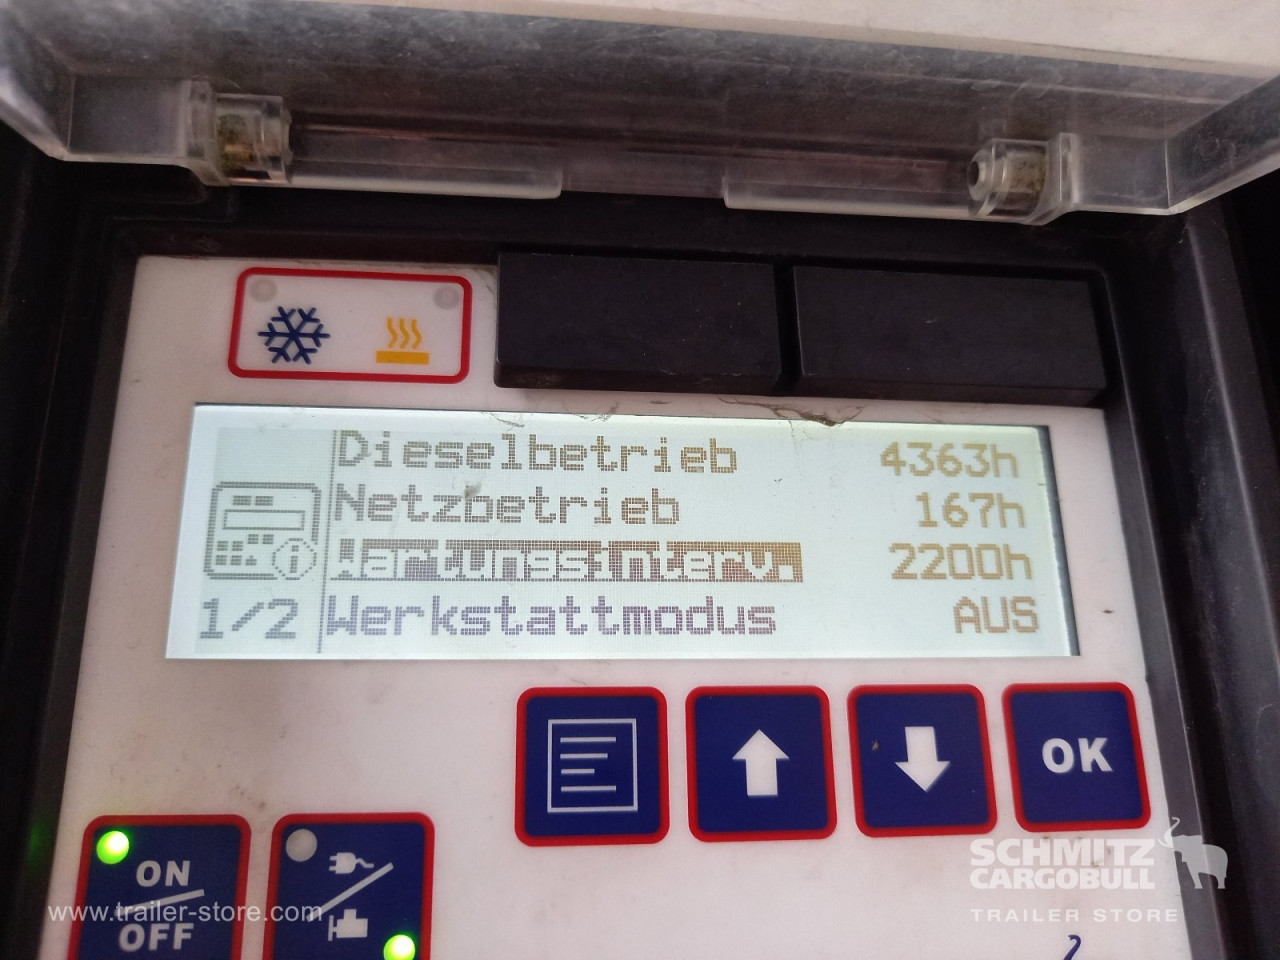 Dieselbetrieb 4363h
Netzbetrieb 167h
Wartungsinterv. 2200h
1/2 Werkstattmodus AUS
OK
ON
OFF
SCHMITZ
CARGOBULL
TRAILER STORE
www.trailer-store.com